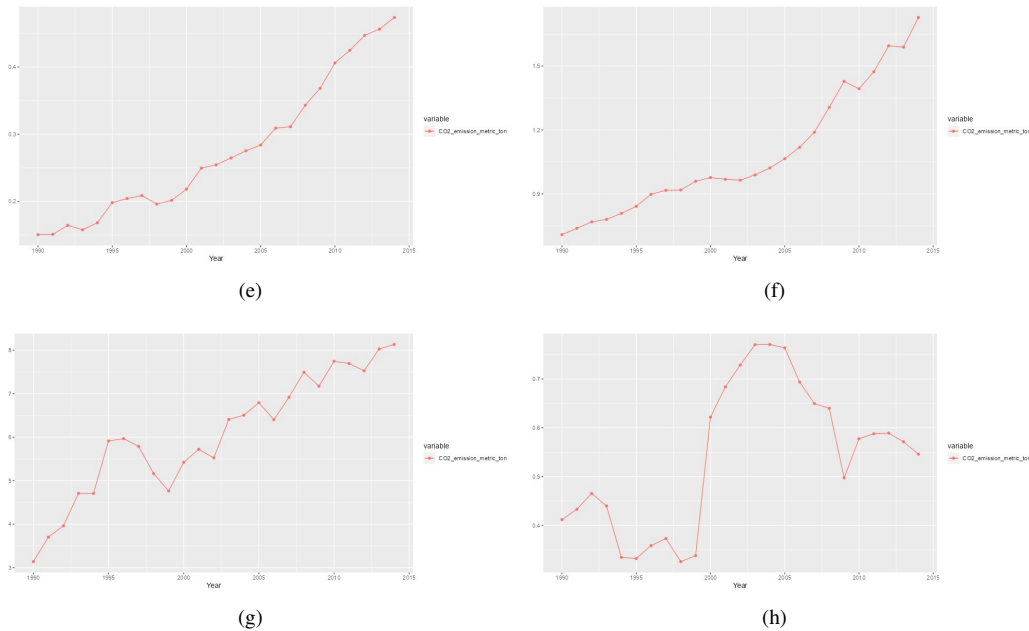 0.4
0.3
0.2
1990 1995 2000 2005 2010 2015
Year
variable
CO2_emission_metric_ton
(e)
1.5
1.2
0.9
1990 1995 2000 2005 2010 2015
Year
variable
CO2_emission_metric_ton
(f)
8
7
6
5
4
3
1990 1995 2000 2005 2010 2015
Year
variable
CO2_emission_metric_ton
(g)
0.7
0.6
0.5
0.4
1990 1995 2000 2005 2010 2015
Year
variable
CO2_emission_metric_ton
(h)